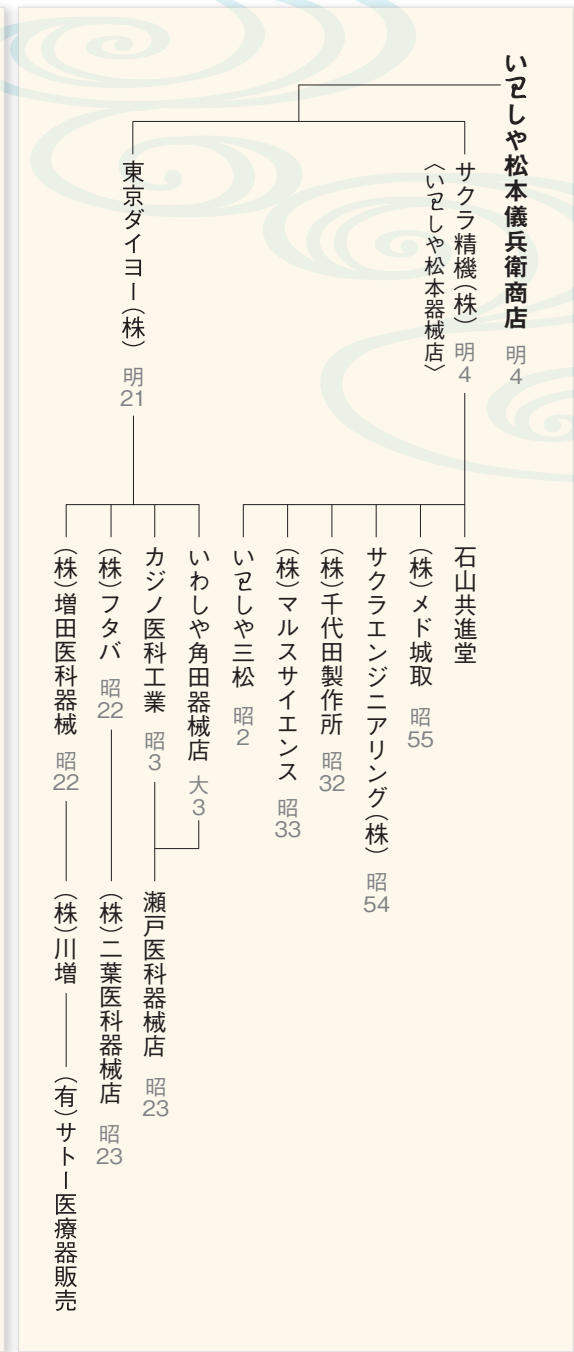 いわしや松本儀兵衛商店 明4
サクラ精機(株) 明4
〈いわしや松本器械店〉
東京ダイヨー(株) 明21
石山共進堂
(株)メド城取 昭55
サクラエンジニアリング(株) 昭54
(株)千代田製作所 昭32
(株)マルスサイエンス 昭33
いわしや三松 昭2
いわしや角田器械店 大3
カジノ医科工業 昭3
瀬戸医科器械店 昭23
(株)フタバ 昭22
(株)二葉医科器械店 昭23
(株)増田医科器械 昭22
(株)川増
(有)サトー医療器販売